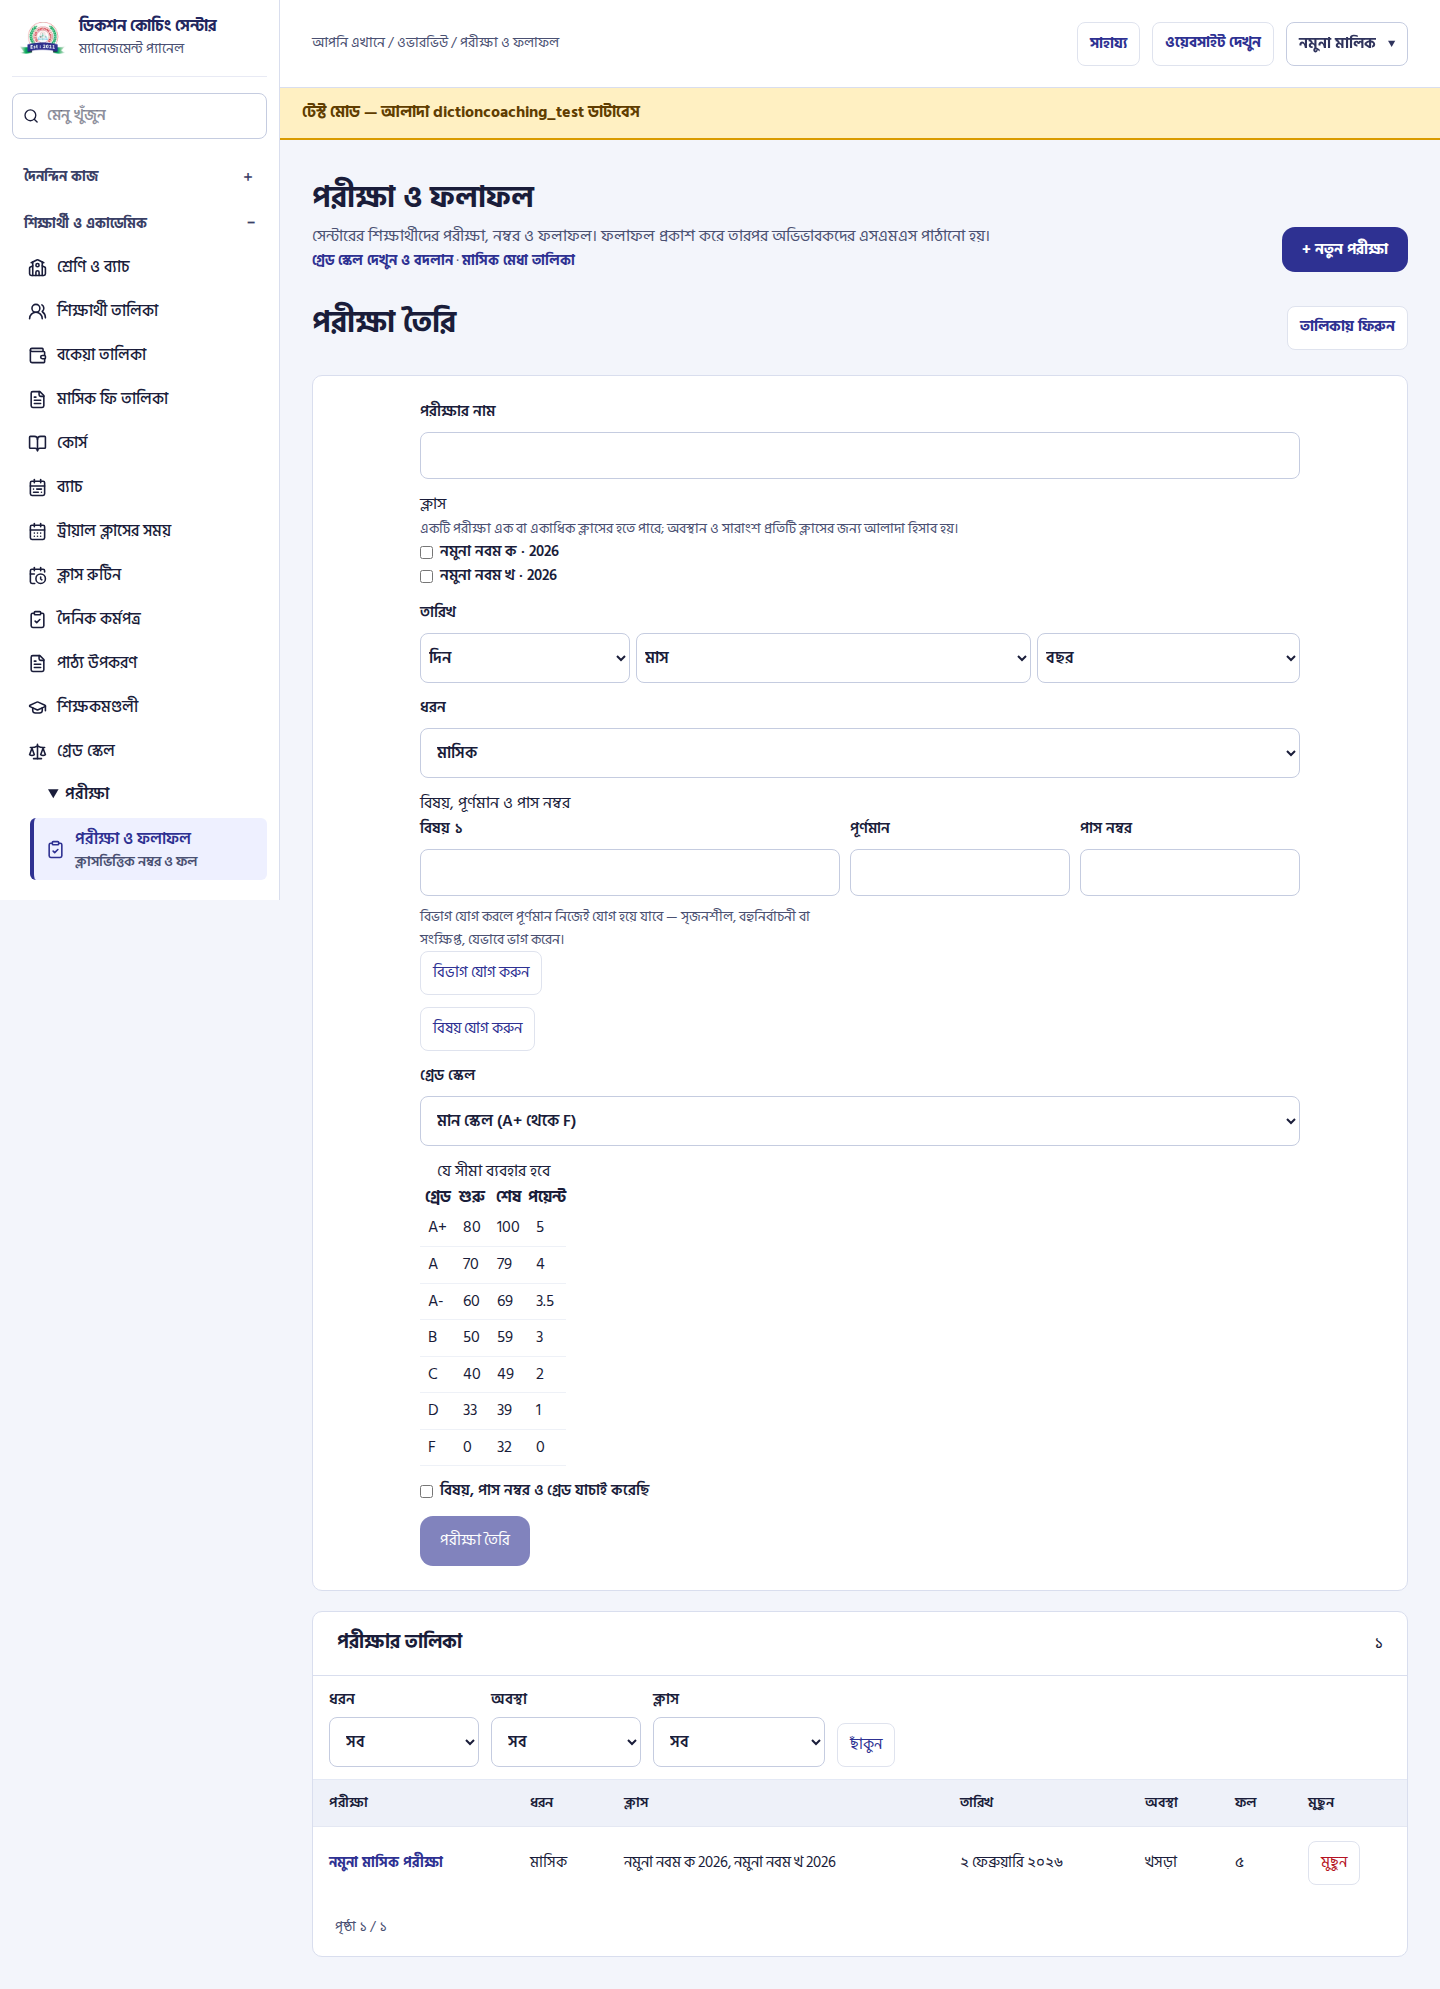 Est : 2011
ডিকশন কোচিং সেন্টার
ম্যানেজমেন্ট প্যানেল
মেনু খুঁজুন
দৈনন্দিন কাজ +
শিক্ষার্থী ও একাডেমিক −
শ্রেণি ও ব্যাচ
শিক্ষার্থী তালিকা
বকেয়া তালিকা
মাসিক ফি তালিকা
কোর্স
ব্যাচ
ট্রায়াল ক্লাসের সময়
ক্লাস রুটিন
দৈনিক কর্মপত্র
পাঠ্য উপকরণ
শিক্ষকমণ্ডলী
গ্রেড স্কেল
▼ পরীক্ষা
পরীক্ষা ও ফলাফল
ক্লাসভিত্তিক নম্বর ও ফল
আপনি এখানে / ওভারভিউ / পরীক্ষা ও ফলাফল
সাহায্য
ওয়েবসাইট দেখুন
নমুনা মালিক ▼
টেস্ট মোড — আলাদা dictioncoaching_test ডাটাবেস
পরীক্ষা ও ফলাফল
সেন্টারের শিক্ষার্থীদের পরীক্ষা, নম্বর ও ফলাফল। ফলাফল প্রকাশ করে তারপর অভিভাবকদের এসএমএস পাঠানো হয়।
গ্রেড স্কেল দেখুন ও বদলান · মাসিক মেধা তালিকা
+ নতুন পরীক্ষা
পরীক্ষা তৈরি
তালিকায় ফিরুন
পরীক্ষার নাম
ক্লাস
একটি পরীক্ষা এক বা একাধিক ক্লাসের হতে পারে; অবস্থান ও সারাংশ প্রতিটি ক্লাসের জন্য আলাদা হিসাব হয়।
নমুনা নবম ক · 2026
নমুনা নবম খ · 2026
তারিখ
দিন মাস বছর
ধরন
মাসিক
বিষয়, পূর্ণমান ও পাস নম্বর
বিষয় ১ পূর্ণমান পাস নম্বর
বিভাগ যোগ করলে পূর্ণমান নিজেই যোগ হয়ে যাবে — সৃজনশীল, বহুনির্বাচনী বা
সংক্ষিপ্ত, যেভাবে ভাগ করেন।
বিভাগ যোগ করুন
বিষয় যোগ করুন
গ্রেড স্কেল
মান স্কেল (A+ থেকে F)
যে সীমা ব্যবহার হবে
গ্রেড শুরু শেষ পয়েন্ট
A+ 80 100 5
A 70 79 4
A- 60 69 3.5
B 50 59 3
C 40 49 2
D 33 39 1
F 0 32 0
বিষয়, পাস নম্বর ও গ্রেড যাচাই করেছি
পরীক্ষা তৈরি
পরীক্ষার তালিকা ১
ধরন অবস্থা ক্লাস
সব সব সব ছাঁকুন
পরীক্ষা ধরন ক্লাস তারিখ অবস্থা ফল মুছুন
নমুনা মাসিক পরীক্ষা মাসিক নমুনা নবম ক 2026, নমুনা নবম খ 2026 ২ ফেব্রুয়ারি ২০২৬ খসড়া ৫ মুছুন
পৃষ্ঠা ১ / ১